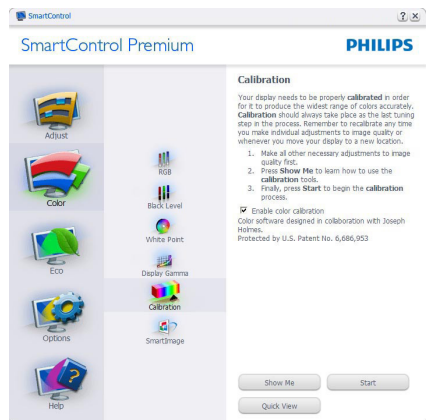 SmartControl
? X
SmartControl Premium
PHILIPS
Adjust
Color
Eco
Options
Help
RGB
Black Level
White Point
Display Gamma
Calibration
SmartImage
Calibration
Your display needs to be properly calibrated in order
for it to produce the widest range of colors accurately.
Calibration should always take place as the last tuning
step in the process. Remember to recalibrate any time
you make individual adjustments to image quality or
whenever you move your display to a new location.
1. Make all other necessary adjustments to image
quality first.
2. Press Show Me to learn how to use the
calibration tools.
3. Finally, press Start to begin the calibration
process.
Enable color calibration
Color software designed in collaboration with Joseph
Holmes.
Protected by U.S. Patent No. 6,686,953
Show Me
Start
Quick View